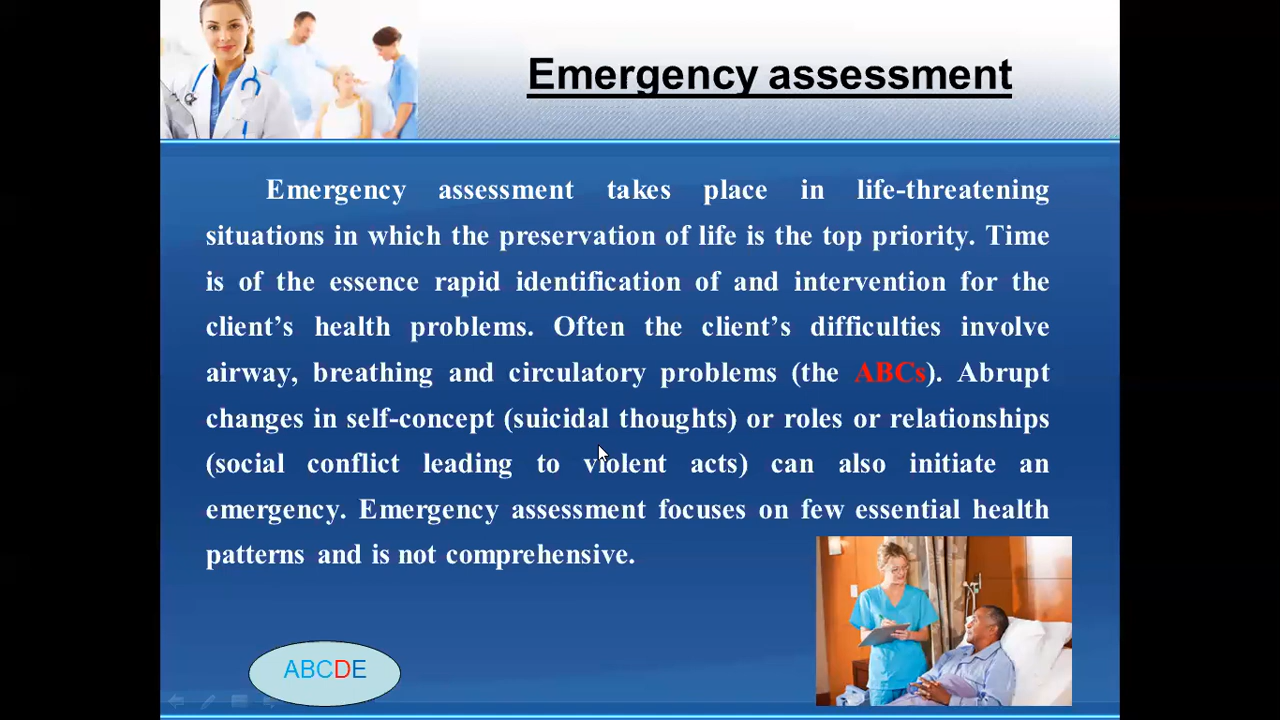 Emergency assessment
Emergency assessment takes place in life-threatening
situations in which the preservation of life is the top priority. Time
is of the essence rapid identification of and intervention for the
client’s health problems. Often the client’s difficulties involve
airway, breathing and circulatory problems (the ABCs). Abrupt
changes in self-concept (suicidal thoughts) or roles or relationships
(social conflict leading to violent acts) can also initiate an
emergency. Emergency assessment focuses on few essential health
patterns and is not comprehensive.
ABCDE